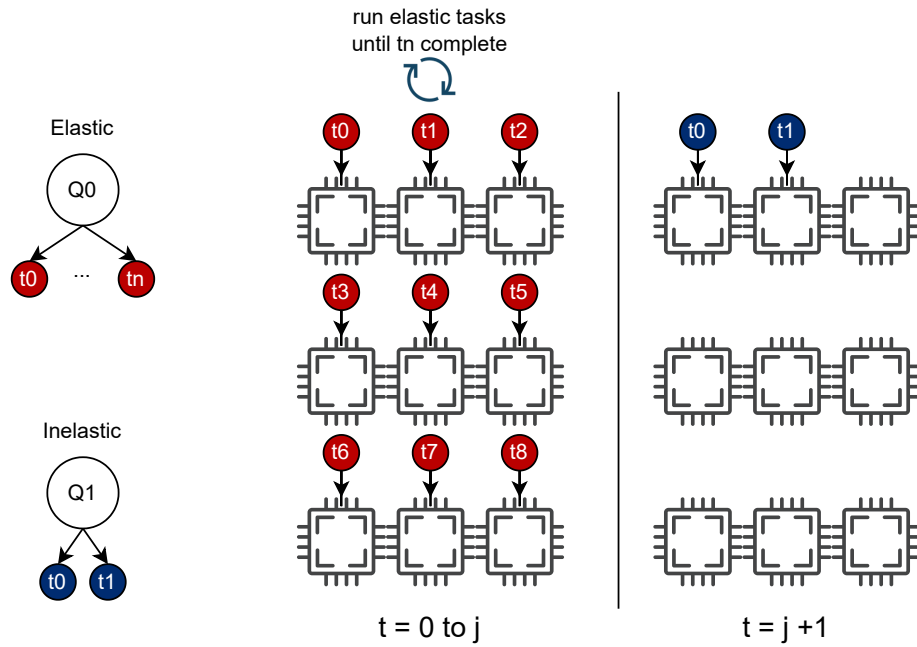 run elastic tasks
until tn complete
Elastic
Q0
t0 ... tn
Inelastic
Q1
t0 t1
t0 t1 t2
t3 t4 t5
t6 t7 t8
t = 0 to j
t0 t1
t = j +1